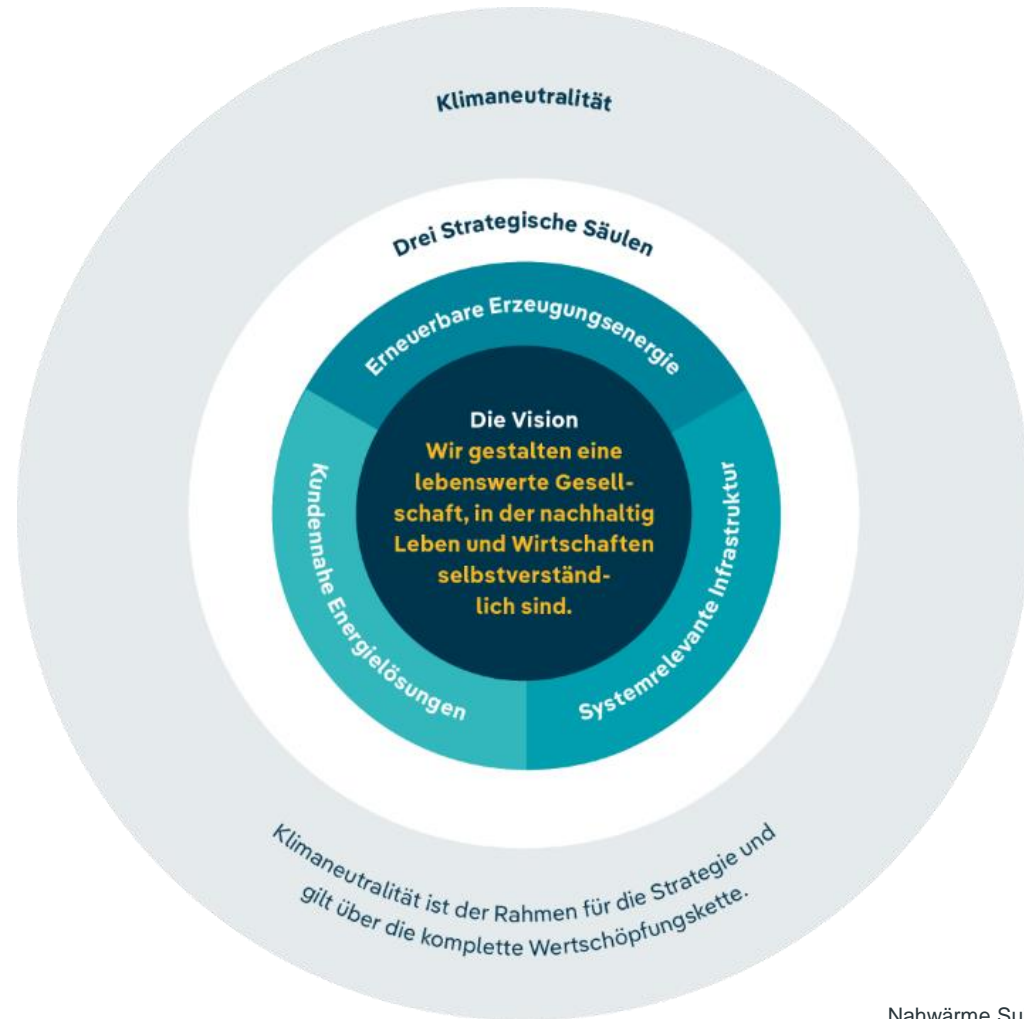 Klimaneutralität
Drei Strategische Säulen
Erneuerbare Erzeugungsenergie
Die Vision
Wir gestalten eine
lebenswerte Gesell-
schaft, in der nachhaltig
Leben und Wirtschaften
selbstverständ-
lich sind.
Kundennahe Energielösungen
Systemrelevante Infrastruktur
Klimaneutralität ist der Rahmen für die Strategie und
gilt über die komplette Wertschöpfungskette.
Nahwärme Su